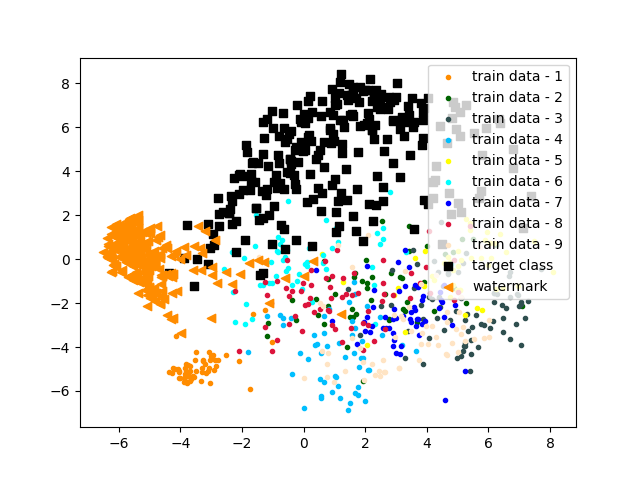 8
6
4
2
0
−2
−4
−6
−6
−4
−2
0
2
4
6
8
train data - 1
train data - 2
train data - 3
train data - 4
train data - 5
train data - 6
train data - 7
train data - 8
train data - 9
target class
watermark